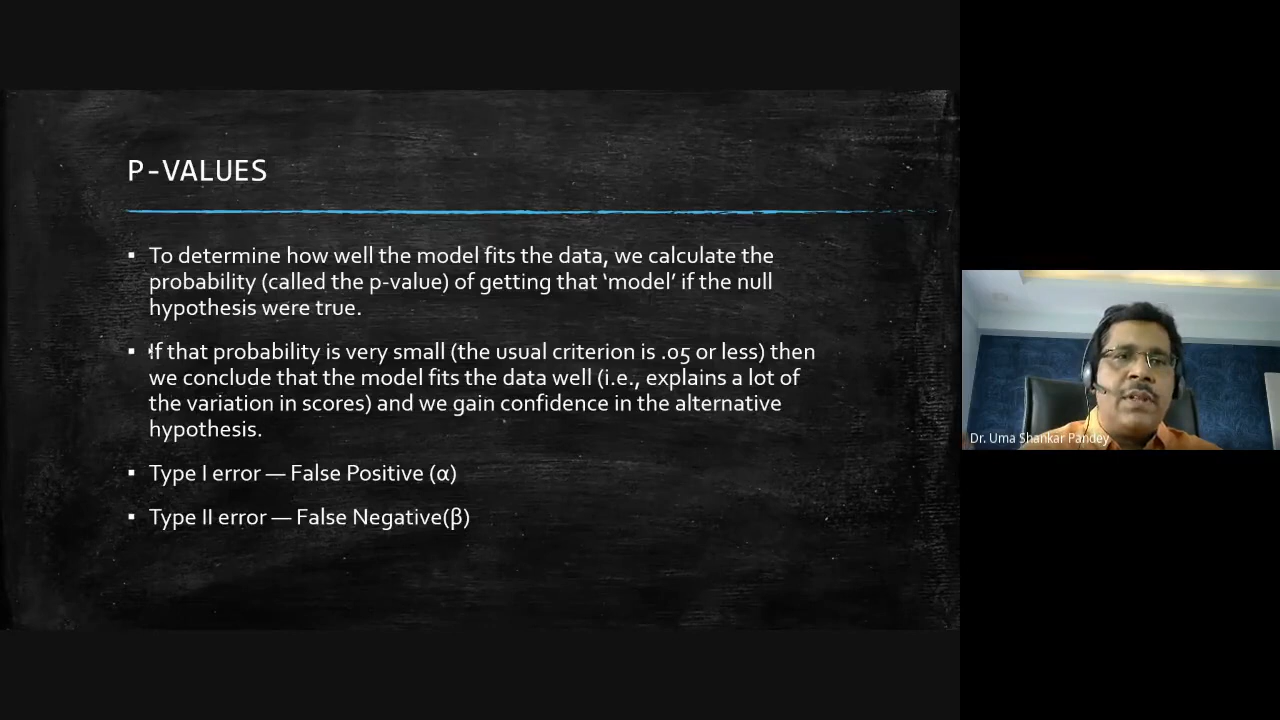 P-VALUES
▪ To determine how well the model fits the data, we calculate the
probability (called the p-value) of getting that ‘model’ if the null
hypothesis were true.
▪ If that probability is very small (the usual criterion is .05 or less) then
we conclude that the model fits the data well (i.e., explains a lot of
the variation in scores) and we gain confidence in the alternative
hypothesis.
▪ Type I error — False Positive (α)
▪ Type II error — False Negative(β)
Dr. Uma Shankar Pandey